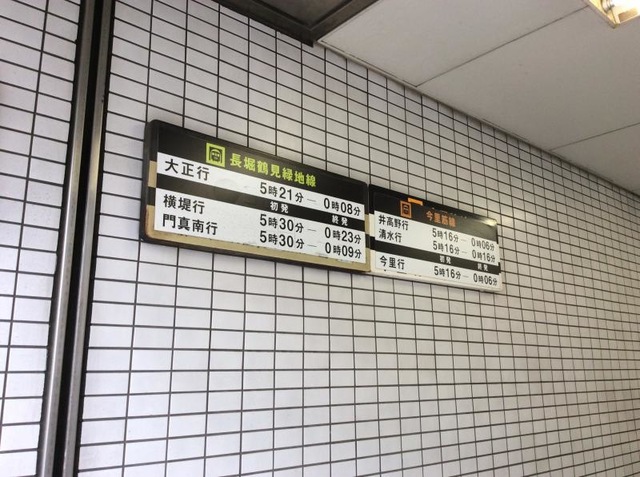 長堀鶴見緑地線
大正行 5時21分 — 0時08分
初発 終発
横堤行 5時30分 — 0時23分
門真南行 5時30分 — 0時09分
今里筋線
井高野行 5時16分 — 0時06分
清水行 5時16分 — 0時16分
初発 終発
今里行 5時16分 — 0時06分